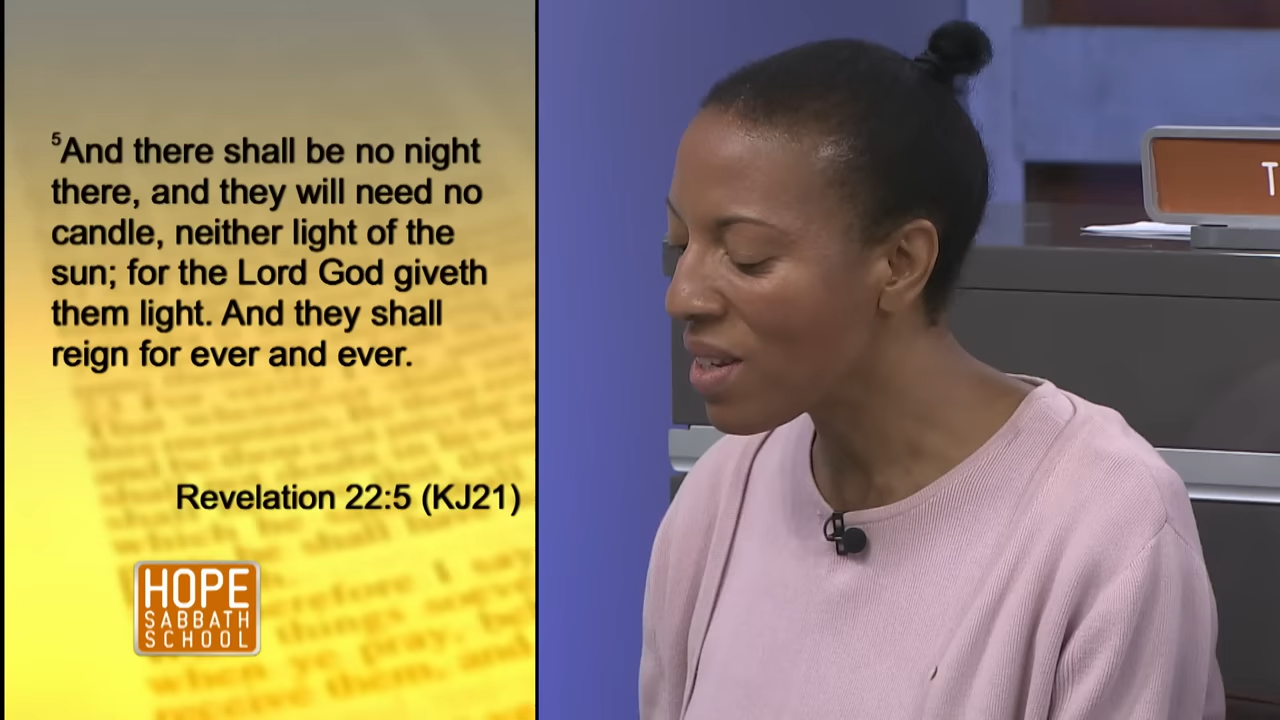 ⁵And there shall be no night
there, and they will need no
candle, neither light of the
sun; for the Lord God giveth
them light. And they shall
reign for ever and ever.
Revelation 22:5 (KJ21)
HOPE
SABBATH
SCHOOL
T